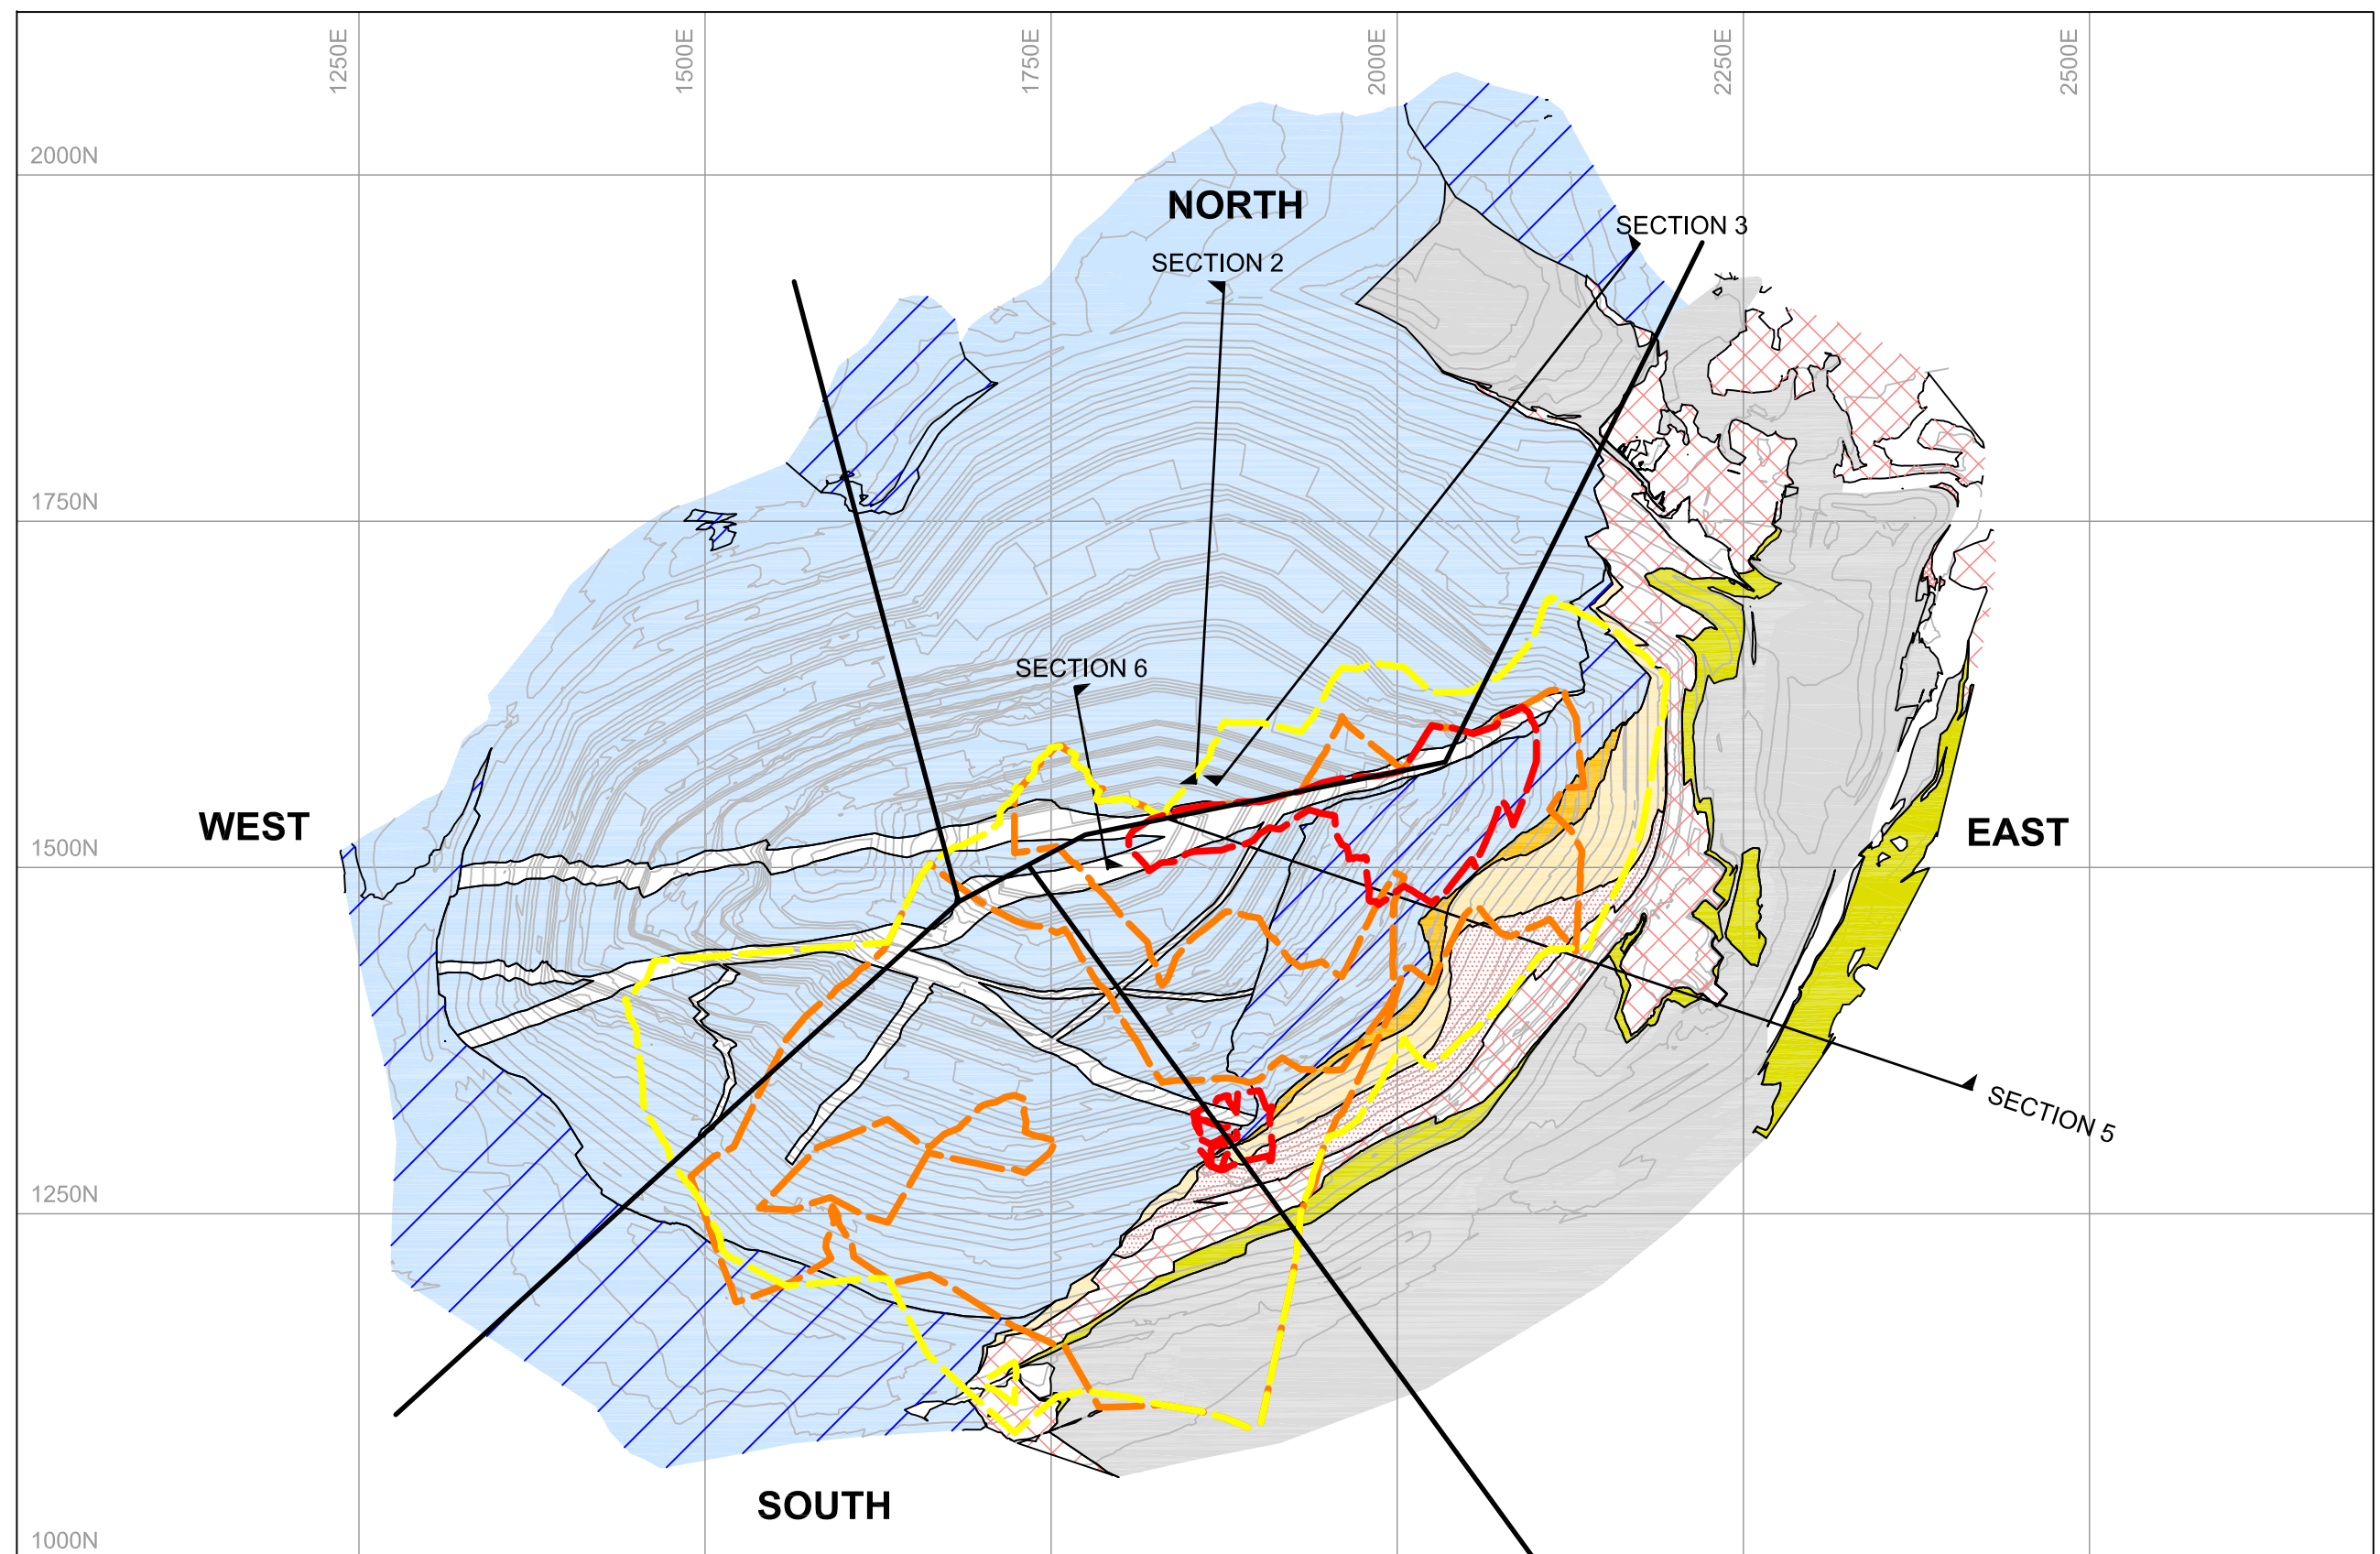 1250E
1500E
1750E
2000E
2250E
2500E
2000N
NORTH
SECTION 3
SECTION 2
1750N
SECTION 6
WEST
EAST
1500N
SECTION 5
1250N
SOUTH
1000N